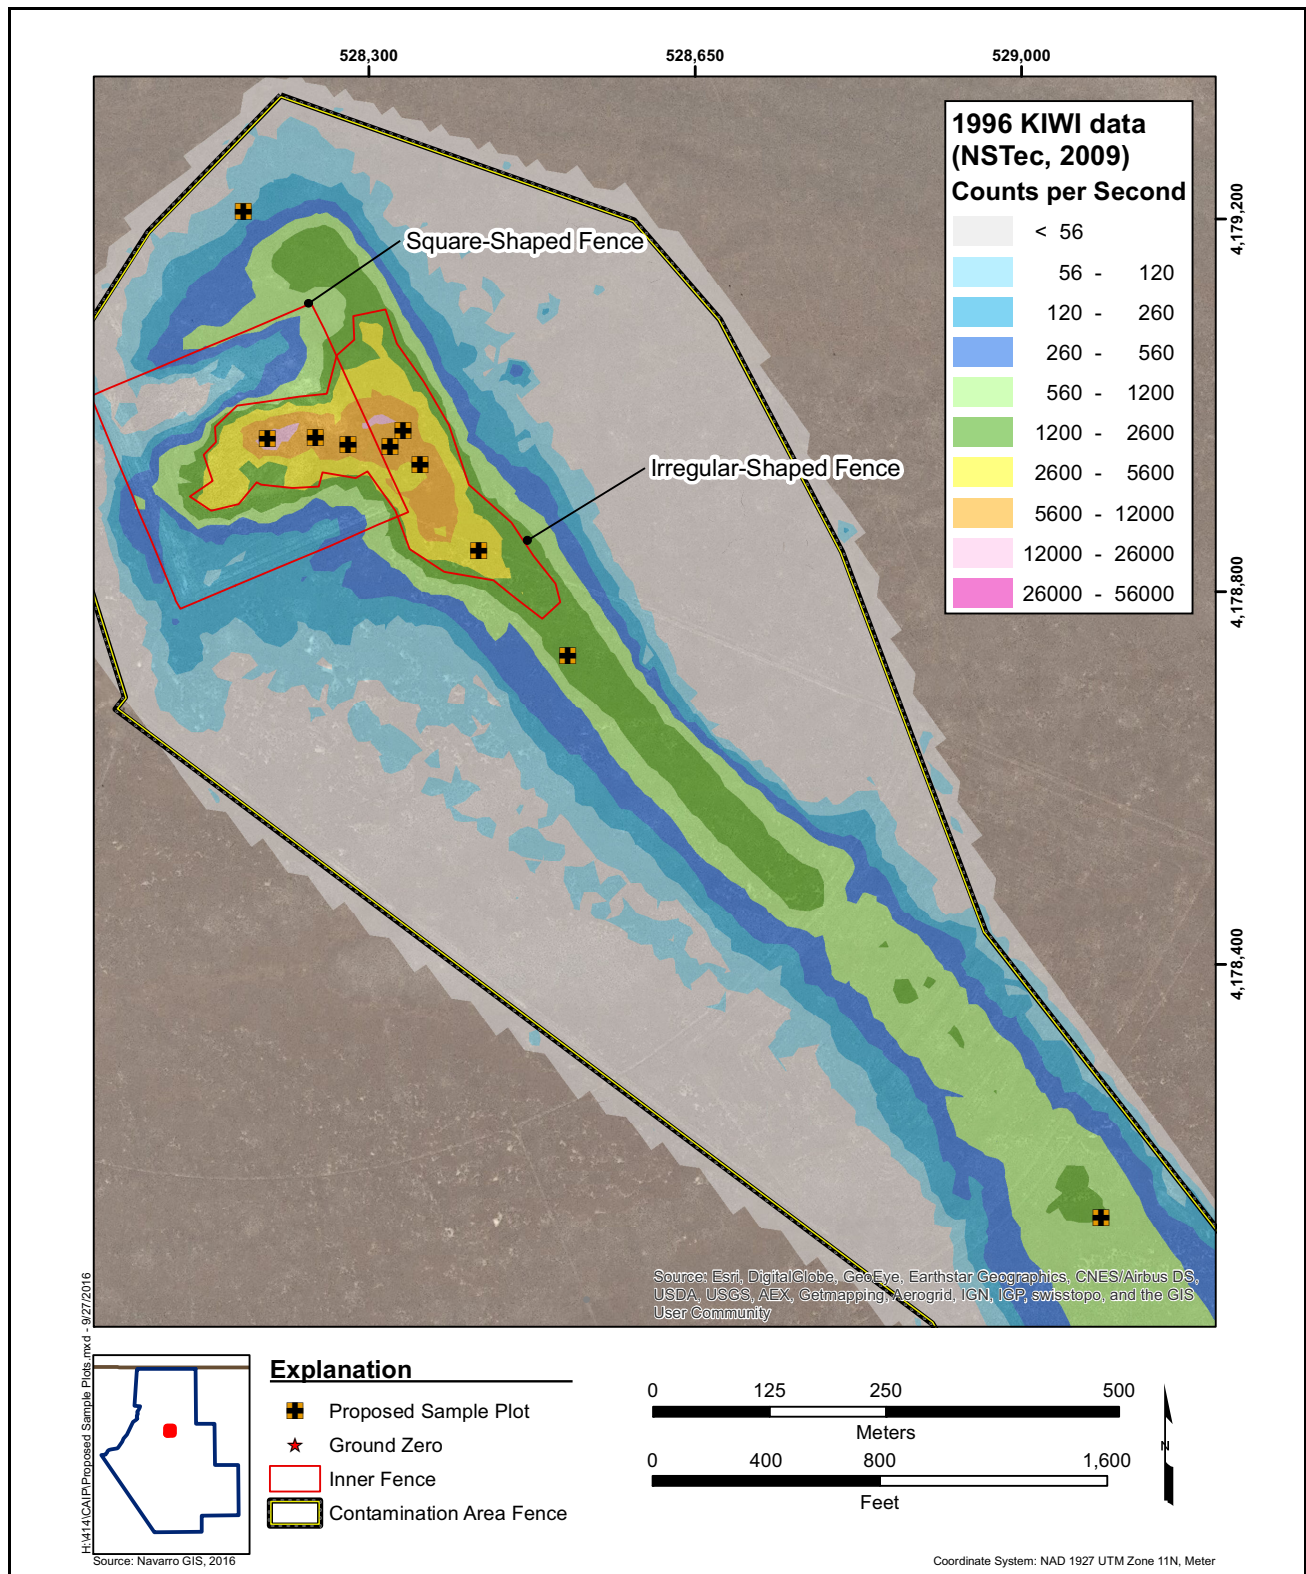 528,300
528,650
529,000
1996 KIWI data
(NSTec, 2009)
Counts per Second
< 56
56 - 120
120 - 260
260 - 560
560 - 1200
1200 - 2600
2600 - 5600
5600 - 12000
12000 - 26000
26000 - 56000
4,179,200
4,178,800
4,178,400
Square-Shaped Fence
Irregular-Shaped Fence
Source: Esri, DigitalGlobe, GeoEye, Earthstar Geographics, CNES/Airbus DS,
USDA, USGS, AEX, Getmapping, Aerogrid, IGN, IGP, swisstopo, and the GIS
User Community
H:\414\CAIP\Proposed Sample Plots.mxd - 9/27/2016
Explanation
Proposed Sample Plot
Ground Zero
Inner Fence
Contamination Area Fence
0 125 250 500
Meters
0 400 800 1,600
Feet
N
Source: Navarro GIS, 2016
Coordinate System: NAD 1927 UTM Zone 11N, Meter